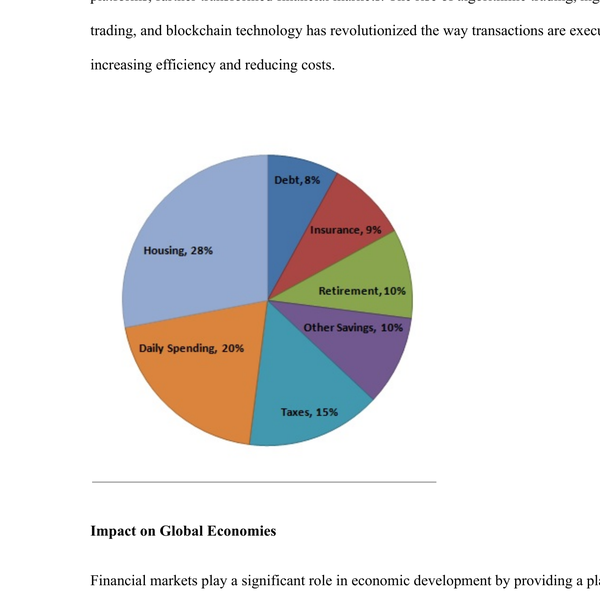 trading, and blockchain technology has revolutionized the way transactions are
increasing efficiency and reducing costs.
Debt, 8%
Insurance, 9%
Housing, 28%
Retirement, 10%
Other Savings, 10%
Daily Spending, 20%
Taxes, 15%
Impact on Global Economies
Financial markets play a significant role in economic development by providing a